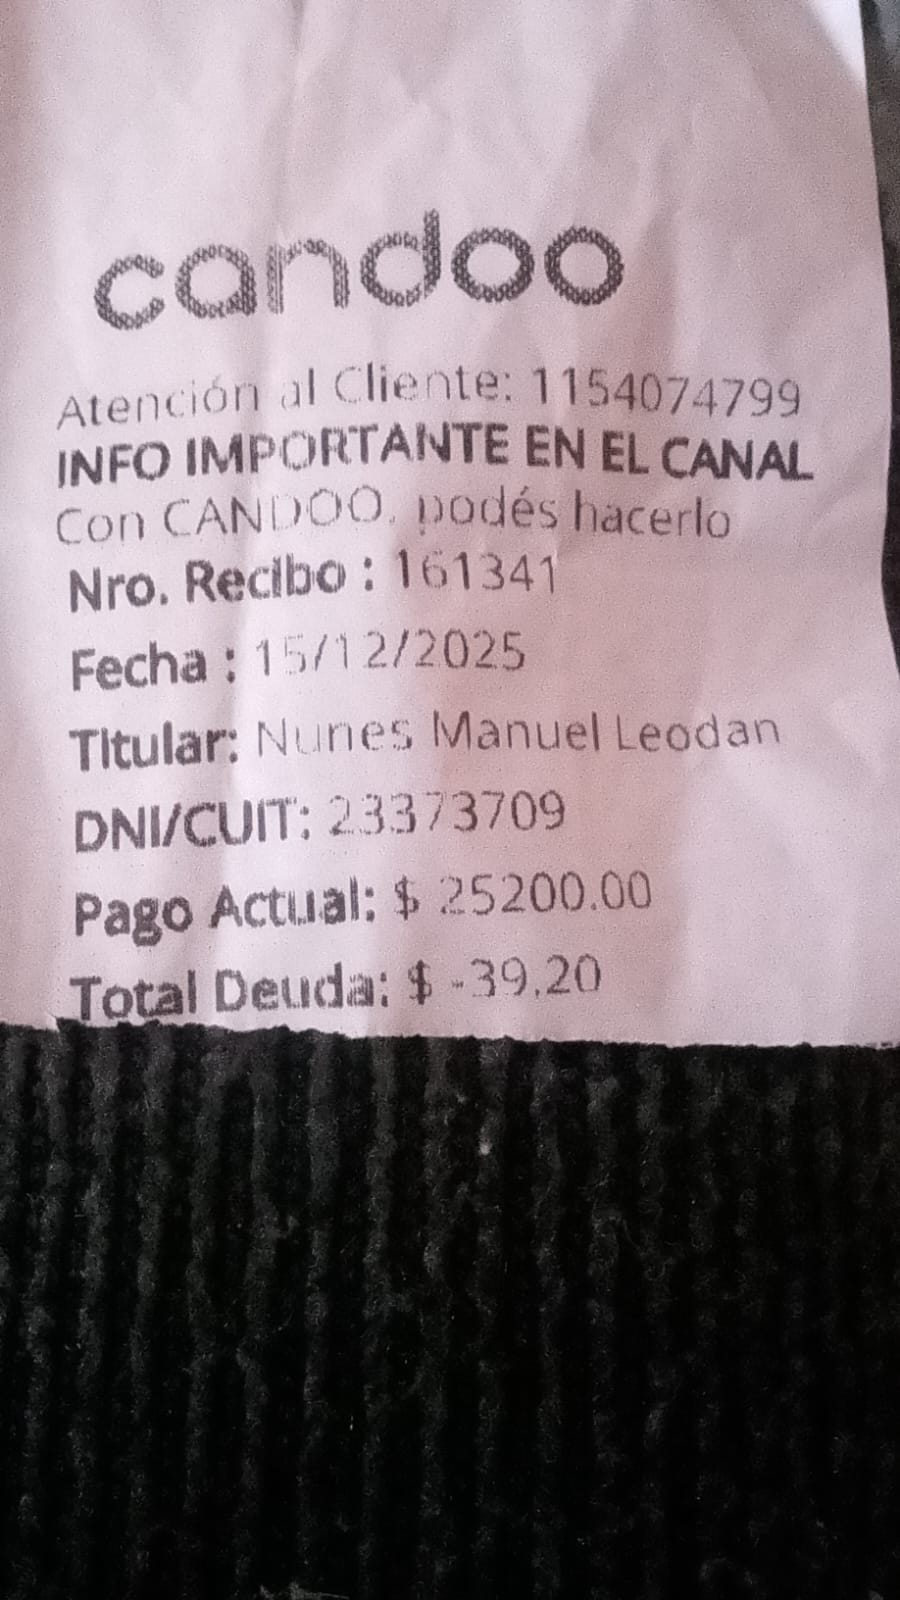 candoo
Atención al Cliente: 1154074799
INFO IMPORTANTE EN EL CANAL
Con CANDOO, podés hacerlo
Nro. Recibo : 161341
Fecha : 15/12/2025
Titular: Nunes Manuel Leodan
DNI/CUIT: 23373709
Pago Actual: $ 25200.00
Total Deuda: $ -39.20